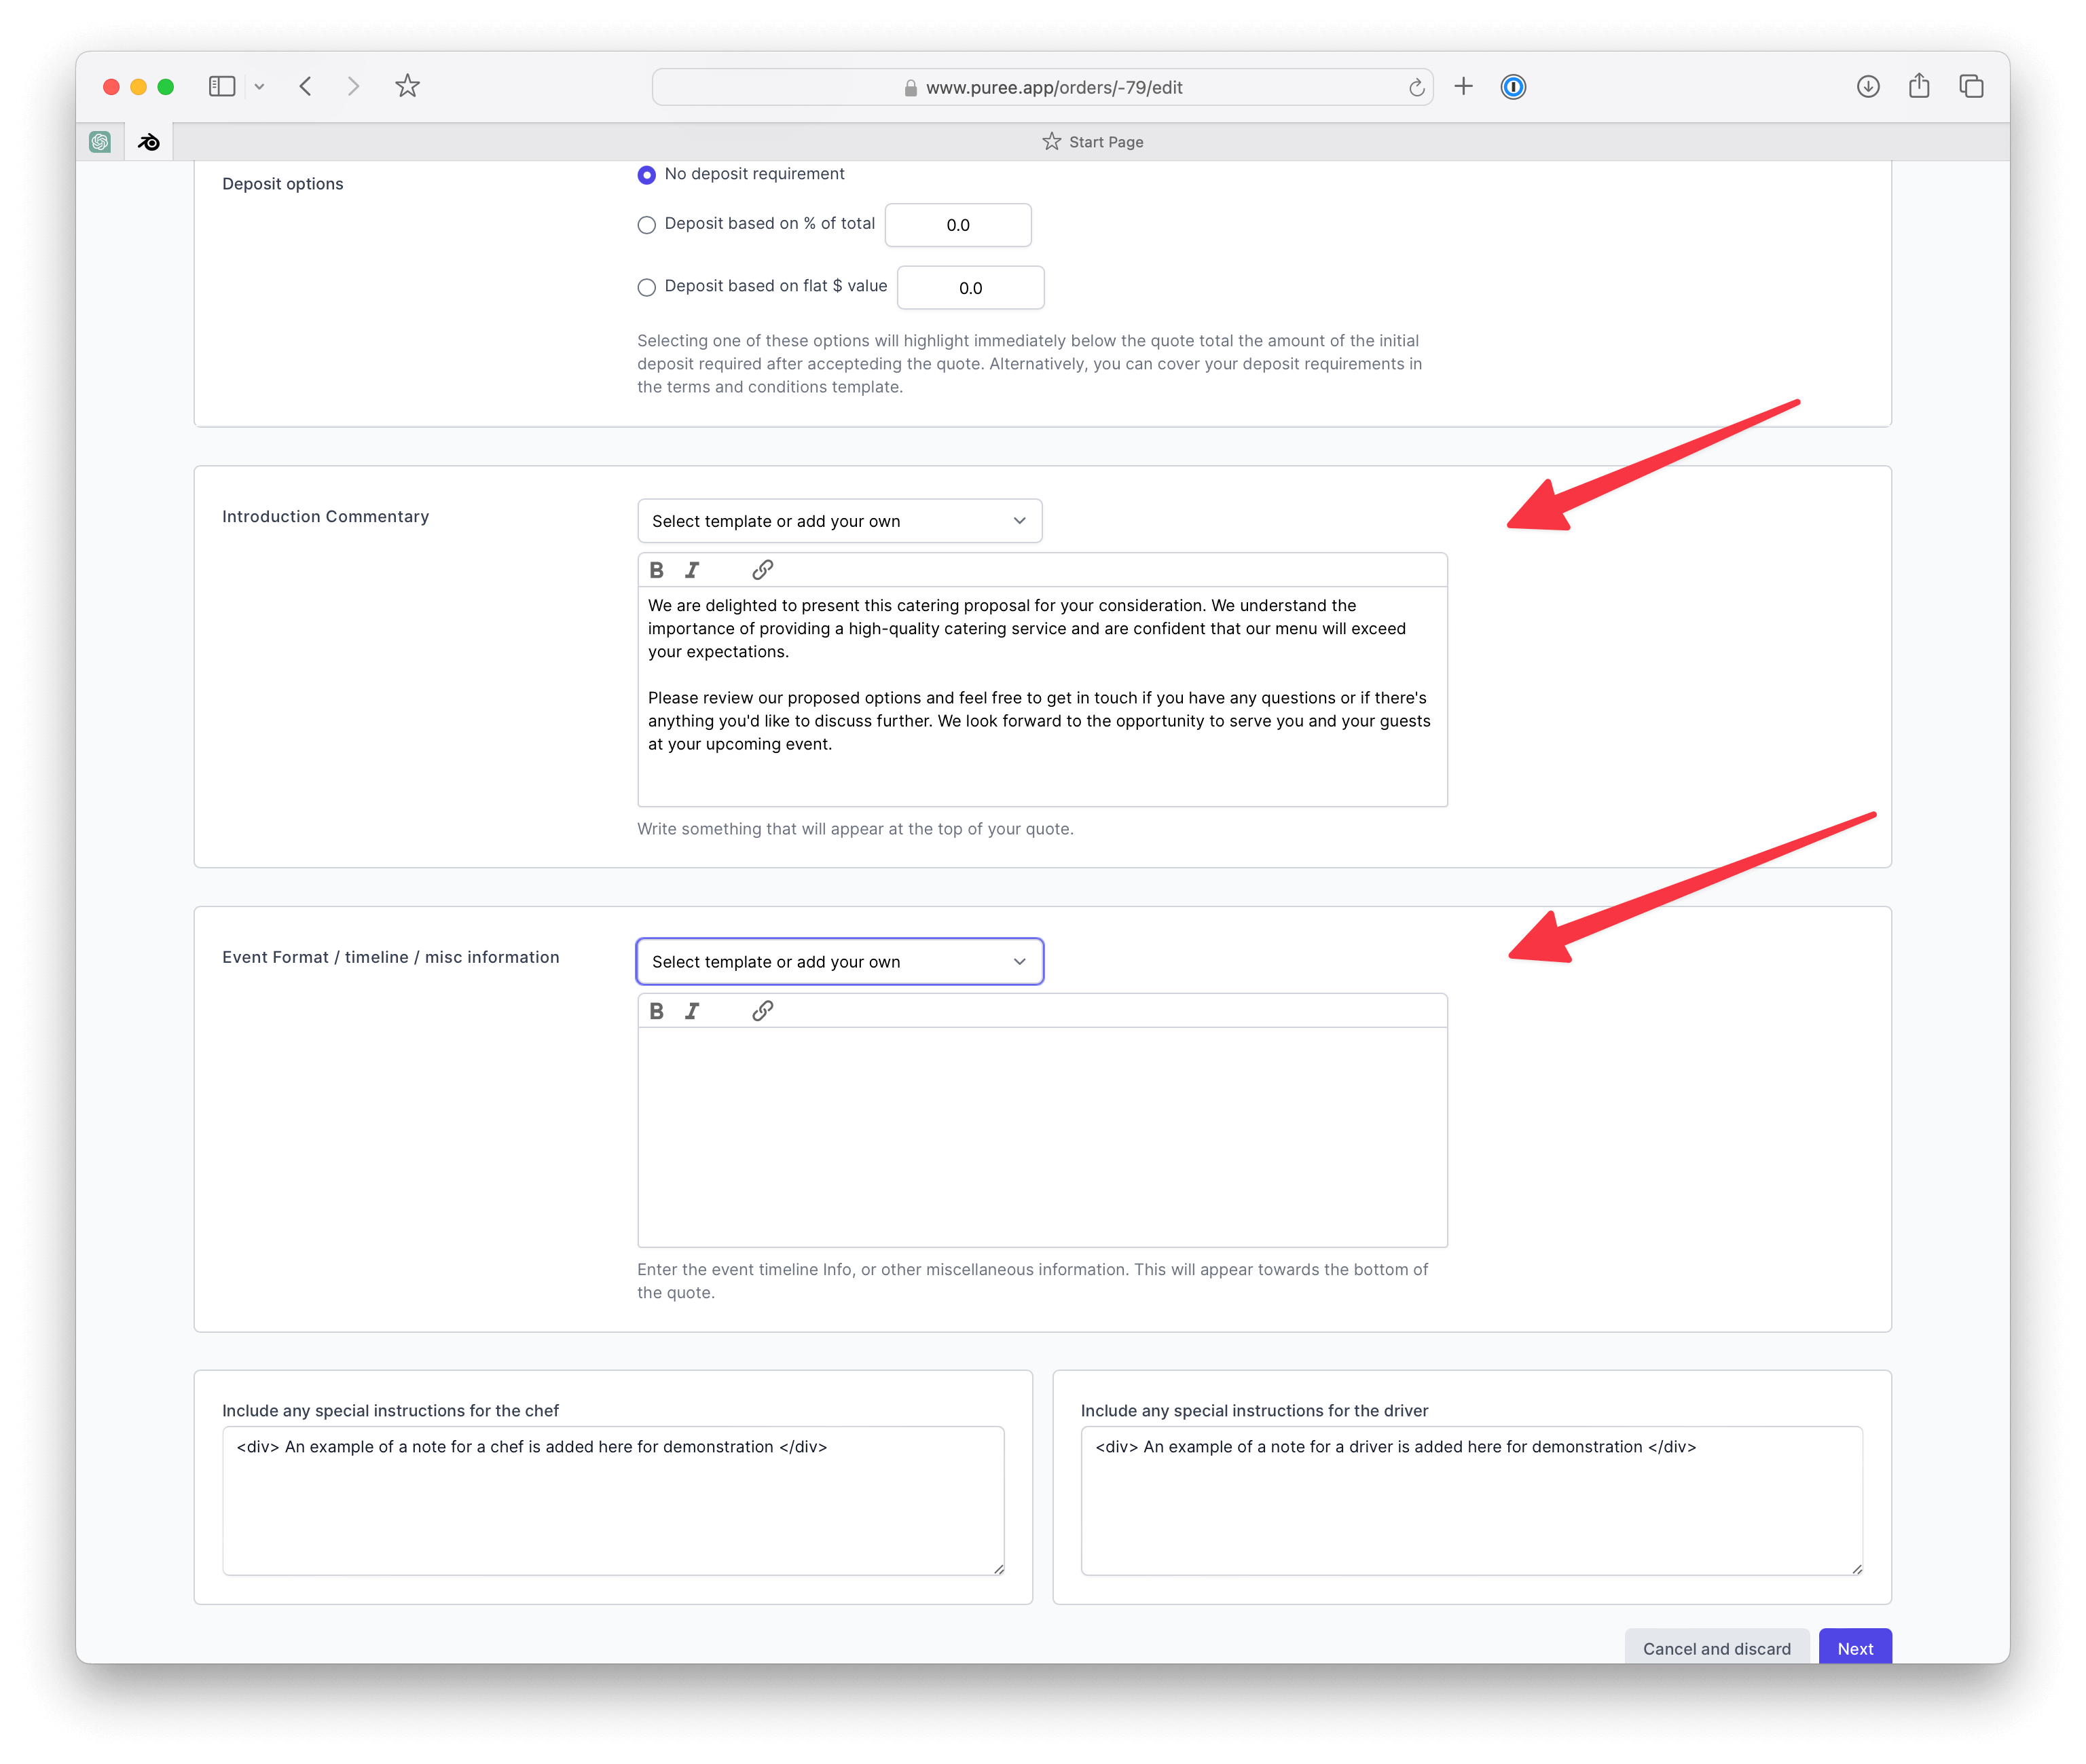 www.puree.app/orders/-79/edit
Start Page
Deposit options
No deposit requirement
Deposit based on % of total
0.0
Deposit based on flat $ value
0.0
Selecting one of these options will highlight immediately below the quote total the amount of the initial
deposit required after accepteding the quote. Alternatively, you can cover your deposit requirements in
the terms and conditions template.
Introduction Commentary
Select template or add your own
B I
We are delighted to present this catering proposal for your consideration. We understand the
importance of providing a high-quality catering service and are confident that our menu will exceed
your expectations.
Please review our proposed options and feel free to get in touch if you have any questions or if there's
anything you'd like to discuss further. We look forward to the opportunity to serve you and your guests
at your upcoming event.
Write something that will appear at the top of your quote.
Event Format / timeline / misc information
Select template or add your own
B I
Enter the event timeline Info, or other miscellaneous information. This will appear towards the bottom of
the quote.
Include any special instructions for the chef
<div> An example of a note for a chef is added here for demonstration </div>
Include any special instructions for the driver
<div> An example of a note for a driver is added here for demonstration </div>
Cancel and discard
Next